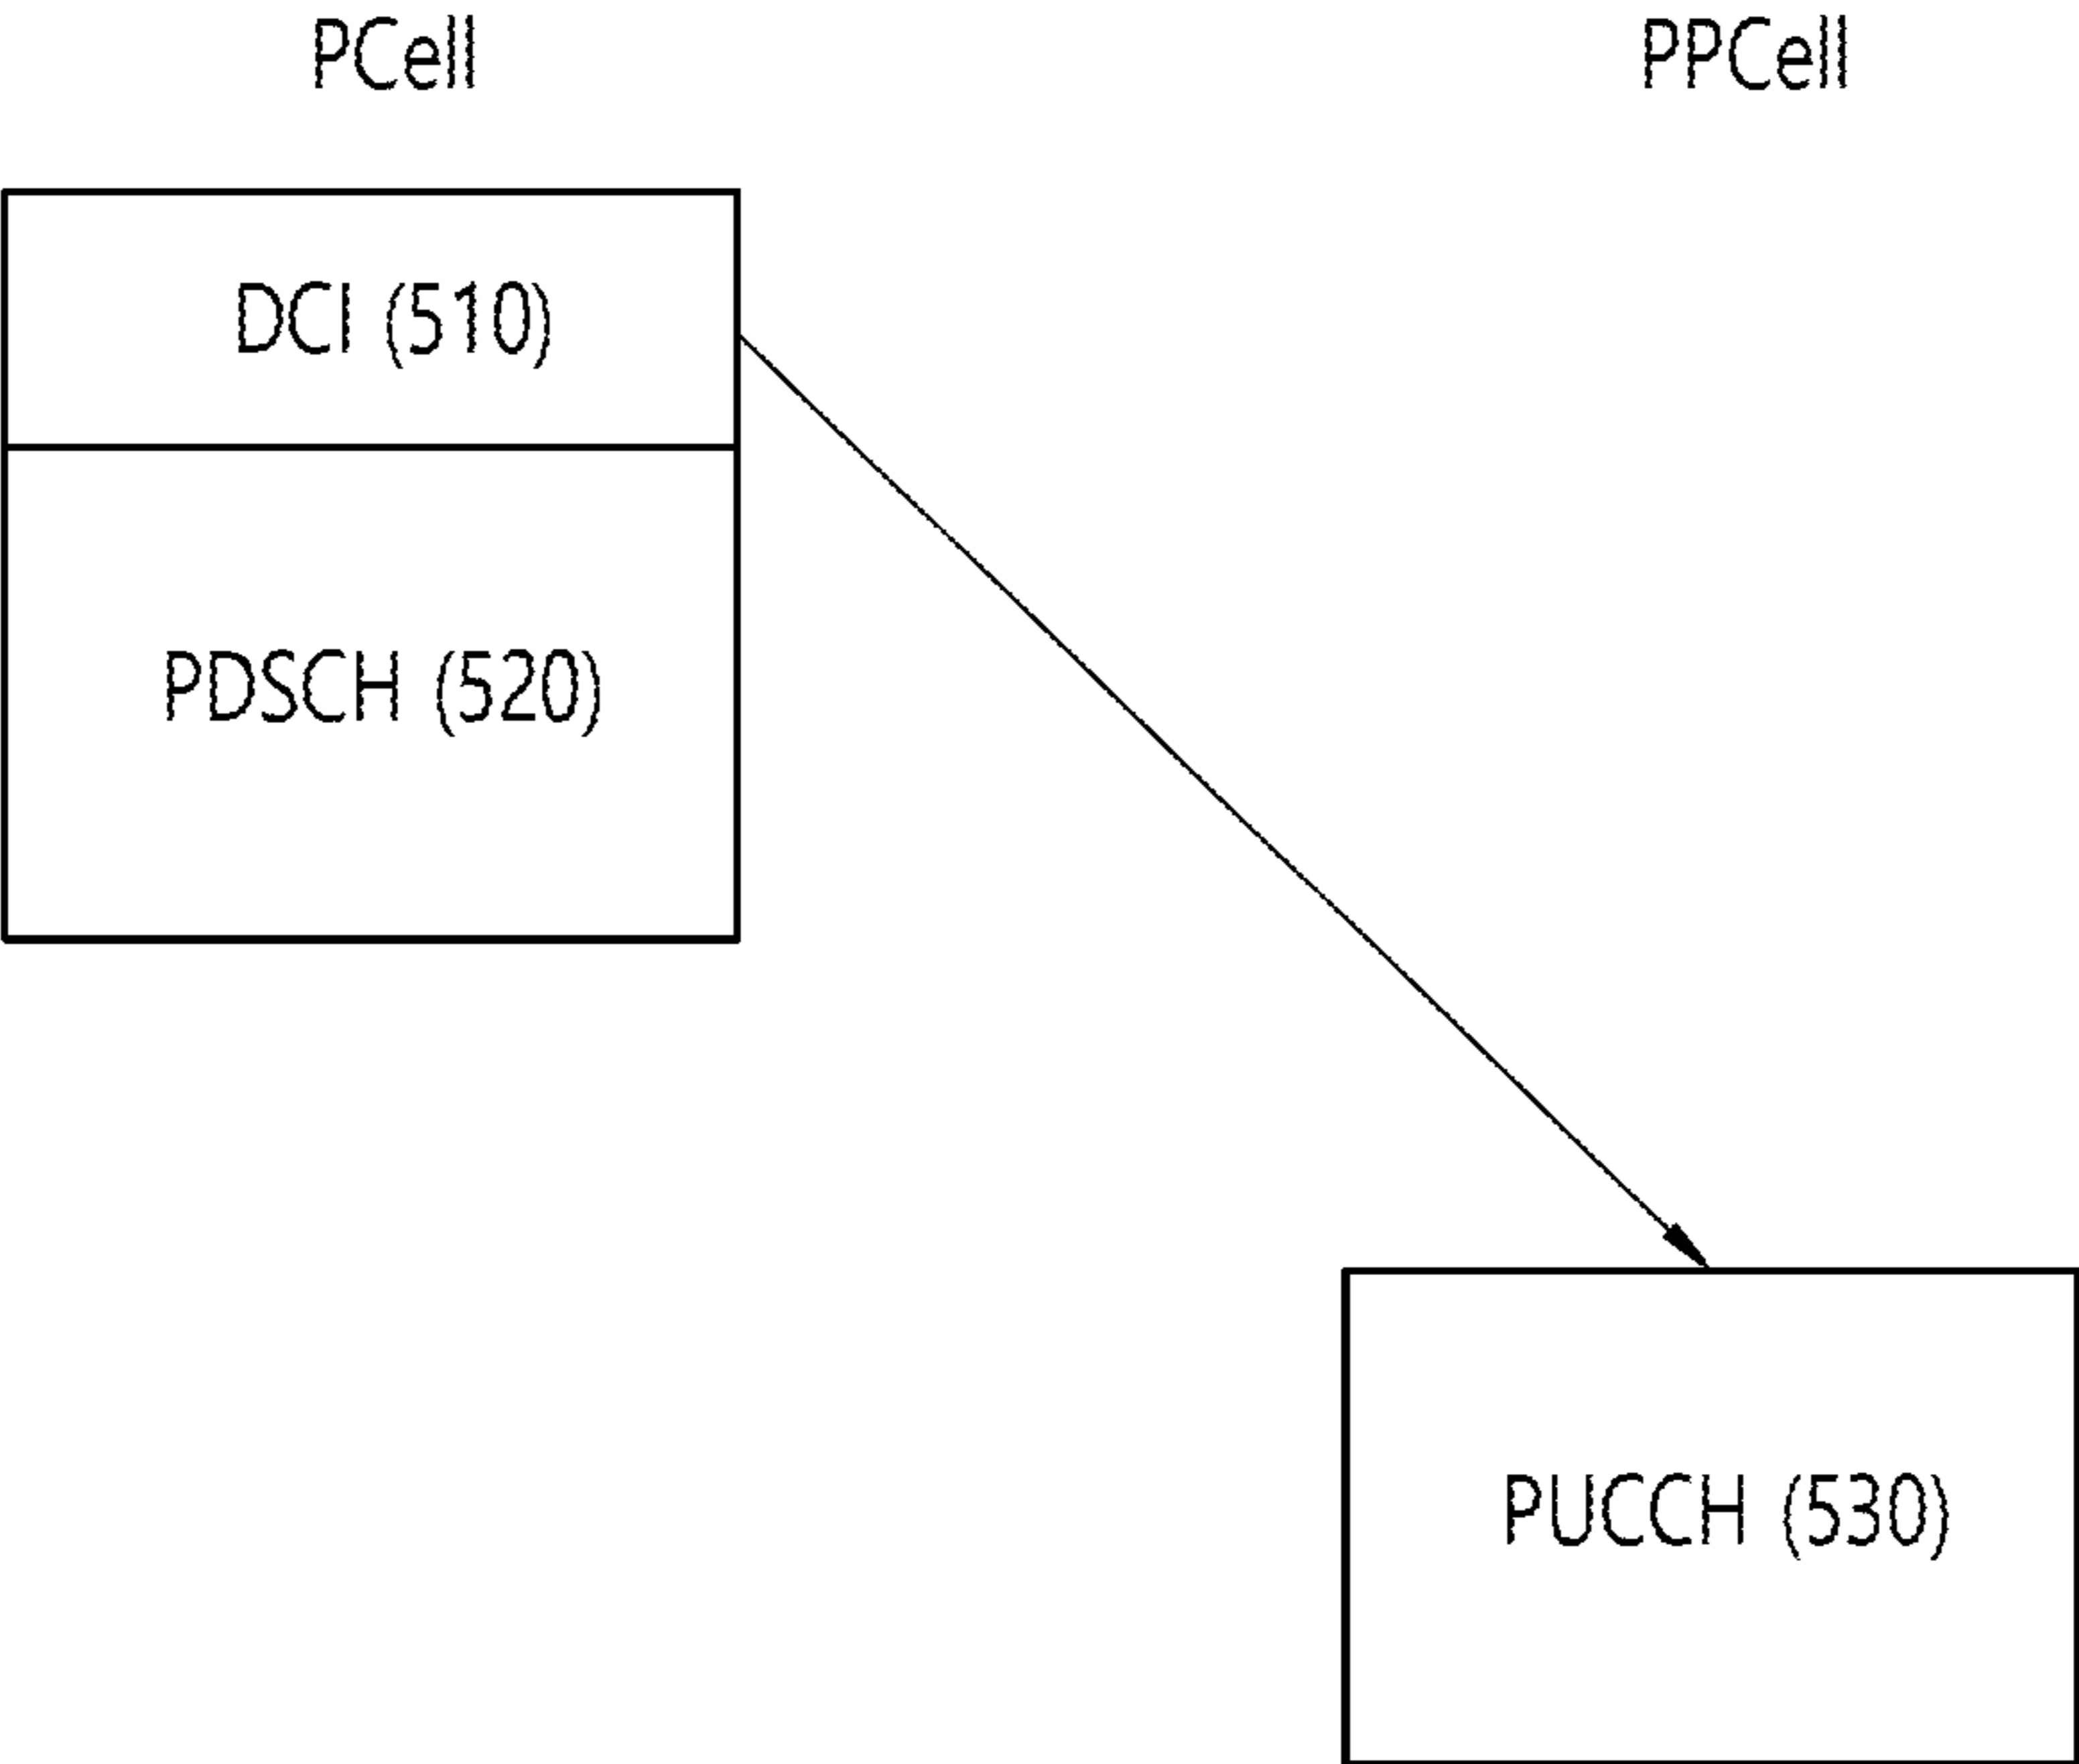 PCell
PPCell
DCI (510)
PDSCH (520)
PUCCH (530)